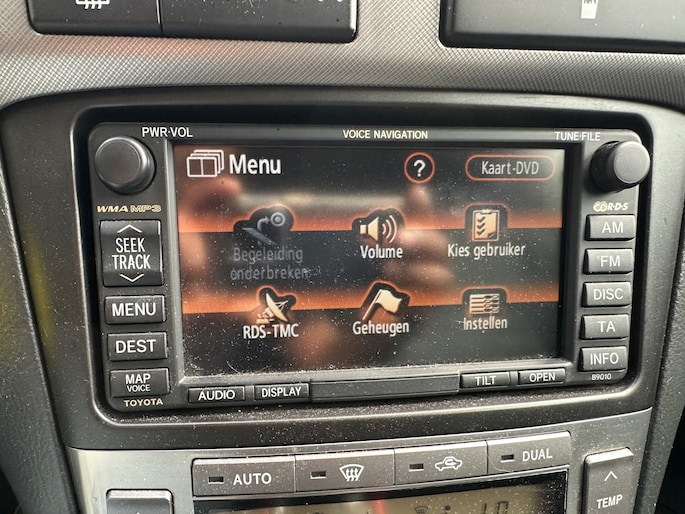 PWR·VOL
VOICE NAVIGATION
TUNE·FILE
Menu
?
Kaart-DVD
WMA MP3
R·D·S
SEEK
TRACK
AM
Begeleiding
onderbreken
Volume
Kies gebruiker
FM
MENU
DISC
RDS-TMC
Geheugen
Instellen
TA
DEST
INFO
MAP
VOICE
89010
TOYOTA
AUDIO
DISPLAY
TILT
OPEN
AUTO
DUAL
TEMP